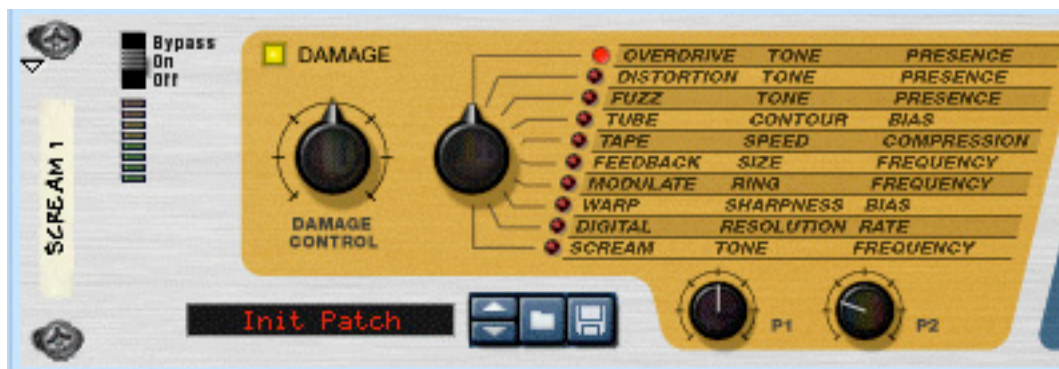 Bypass
On
Off
SCREAM 1
DAMAGE
DAMAGE
CONTROL
OVERDRIVE TONE PRESENCE
DISTORTION TONE PRESENCE
FUZZ TONE PRESENCE
TUBE CONTOUR BIAS
TAPE SPEED COMPRESSION
FEEDBACK SIZE FREQUENCY
MODULATE RING FREQUENCY
WARP SHARPNESS BIAS
DIGITAL RESOLUTION RATE
SCREAM TONE FREQUENCY
Init Patch
P1
P2